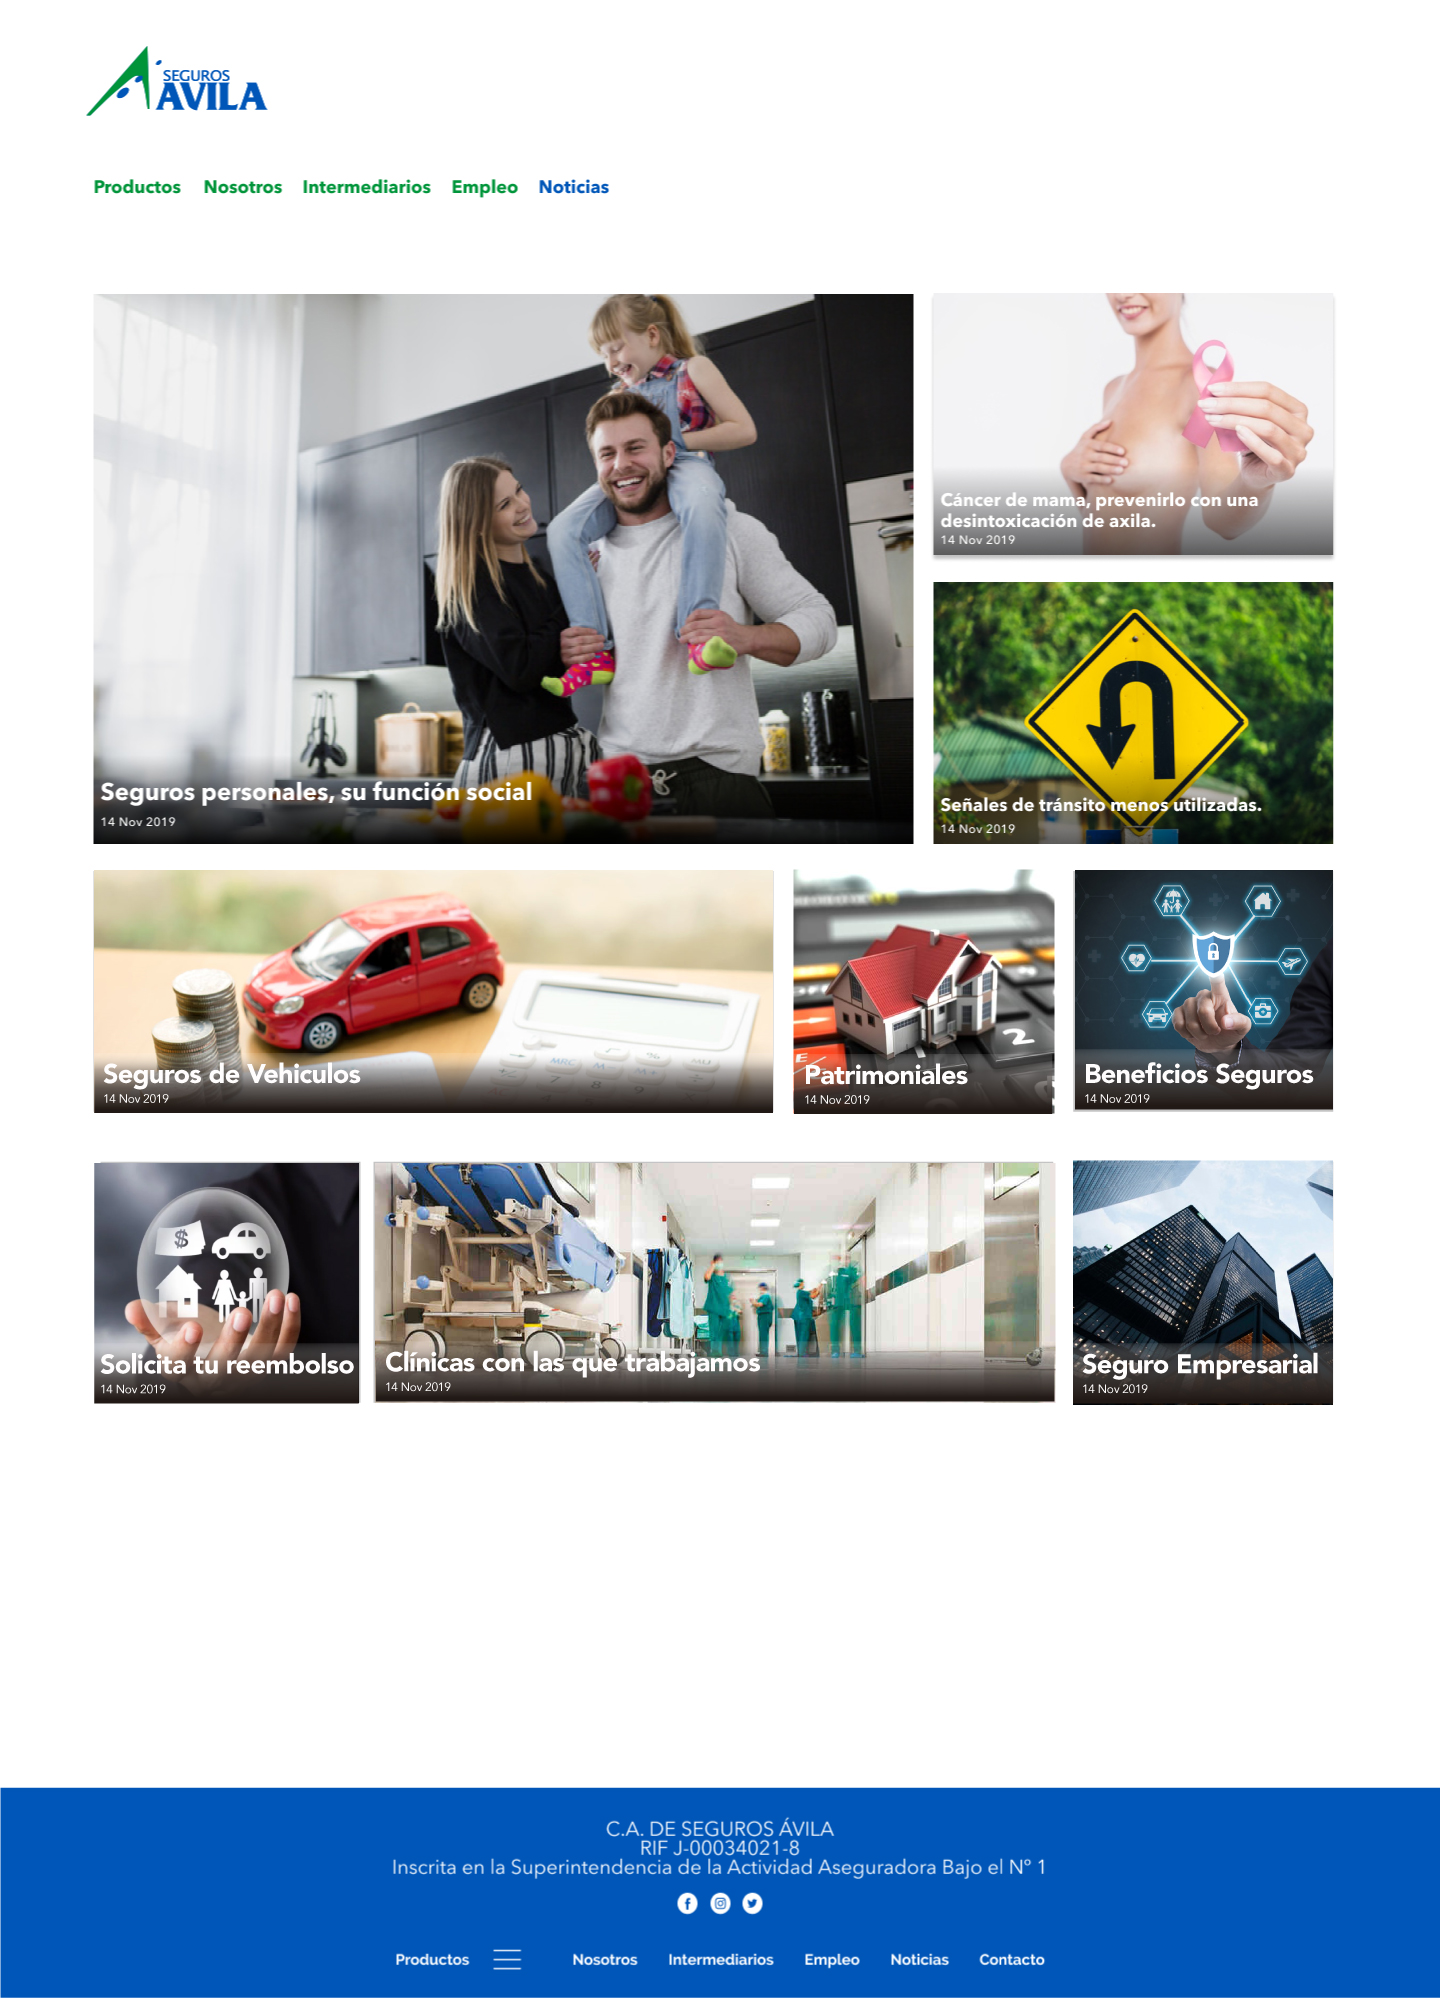 SEGUROS
AVILA
Productos Nosotros Intermediarios Empleo Noticias
Cáncer de mama, prevenirlo con una
desintoxicación de axila.
14 Nov 2019
Seguros personales, su función social
14 Nov 2019
Señales de tránsito menos utilizadas.
14 Nov 2019
Seguros de Vehiculos
14 Nov 2019
Patrimoniales
14 Nov 2019
Beneficios Seguros
14 Nov 2019
Solicita tu reembolso
14 Nov 2019
Clínicas con las que trabajamos
14 Nov 2019
Seguro Empresarial
14 Nov 2019
C.A. DE SEGUROS ÁVILA
RIF J-00034021-8
Inscrita en la Superintendencia de la Actividad Aseguradora Bajo el Nº 1
Productos Nosotros Intermediarios Empleo Noticias Contacto